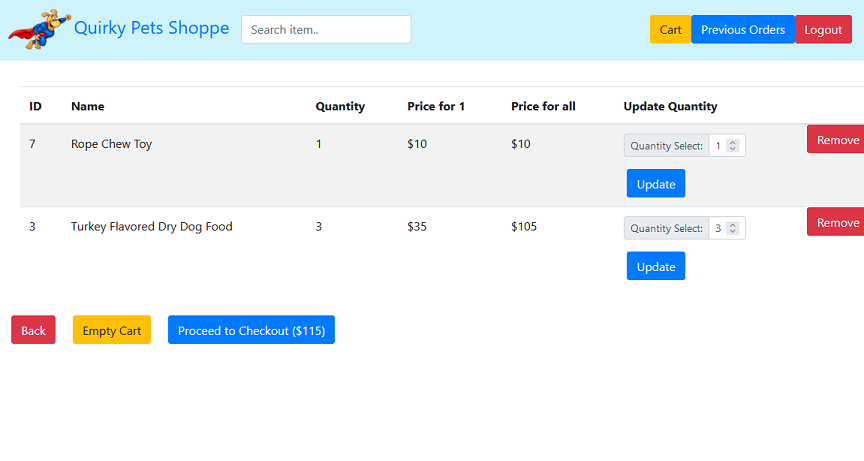 Quirky Pets Shoppe Search item.. Cart Previous Orders Logout
ID Name Quantity Price for 1 Price for all Update Quantity
7 Rope Chew Toy 1 $10 $10 Quantity Select: 1 Remove
Update
3 Turkey Flavored Dry Dog Food 3 $35 $105 Quantity Select: 3 Remove
Update
Back Empty Cart Proceed to Checkout ($115)